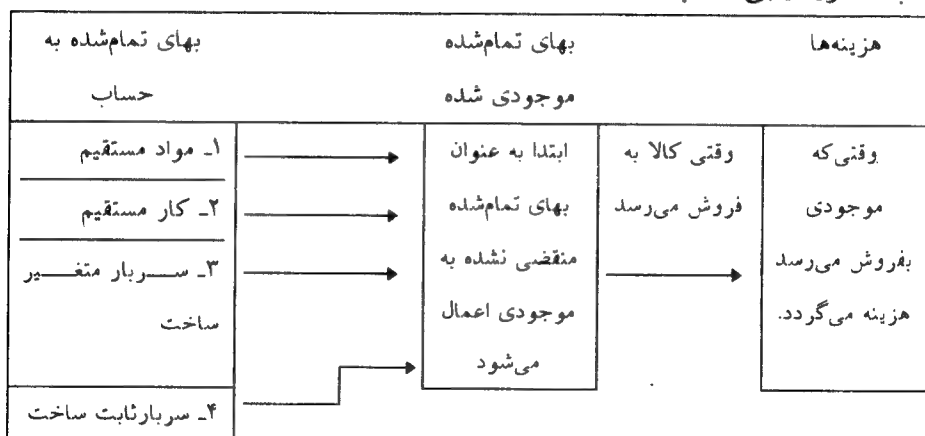 هزینه‌ها
بهای تمام‌شده
موجودی شده
بهای تمام‌شده به
حساب
۱ـ مواد مستقیم
۲ـ کار مستقیم
۳ـ ســـربار متغـــیر
ساخت
۴ـ سربارثابت ساخت
ابتدا به عنوان
بهای تمام‌شده
منقضی نشده به
موجودی اعمال
می‌شود
وقتی کالا به
فروش می‌رسد
وقتی‌که
موجودی
بفروش می‌رسد
هزینه می‌گردد.